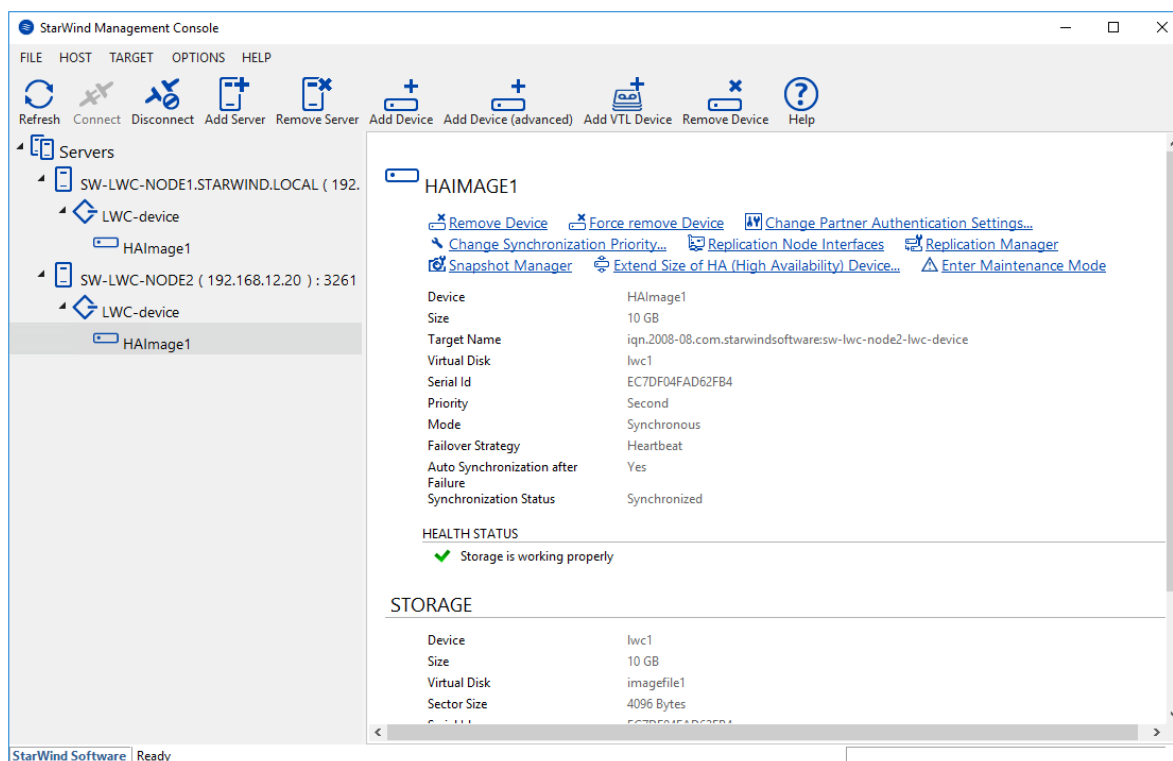 StarWind Management Console
FILE HOST TARGET OPTIONS HELP
Refresh Connect Disconnect Add Server Remove Server Add Device Add Device (advanced) Add VTL Device Remove Device Help
Servers
SW-LWC-NODE1.STARWIND.LOCAL ( 192.
LWC-device
HAImage1
SW-LWC-NODE2 ( 192.168.12.20 ) : 3261
LWC-device
HAImage1
HAIMAGE1
Remove Device Force remove Device Change Partner Authentication Settings...
Change Synchronization Priority... Replication Node Interfaces Replication Manager
Snapshot Manager Extend Size of HA (High Availability) Device... Enter Maintenance Mode
Device HAImage1
Size 10 GB
Target Name iqn.2008-08.com.starwindsoftware:sw-lwc-node2-lwc-device
Virtual Disk lwc1
Serial Id EC7DF04FAD62FB4
Priority Second
Mode Synchronous
Failover Strategy Heartbeat
Auto Synchronization after Yes
Failure
Synchronization Status Synchronized
HEALTH STATUS
Storage is working properly
STORAGE
Device lwc1
Size 10 GB
Virtual Disk imagefile1
Sector Size 4096 Bytes
StarWind Software Ready